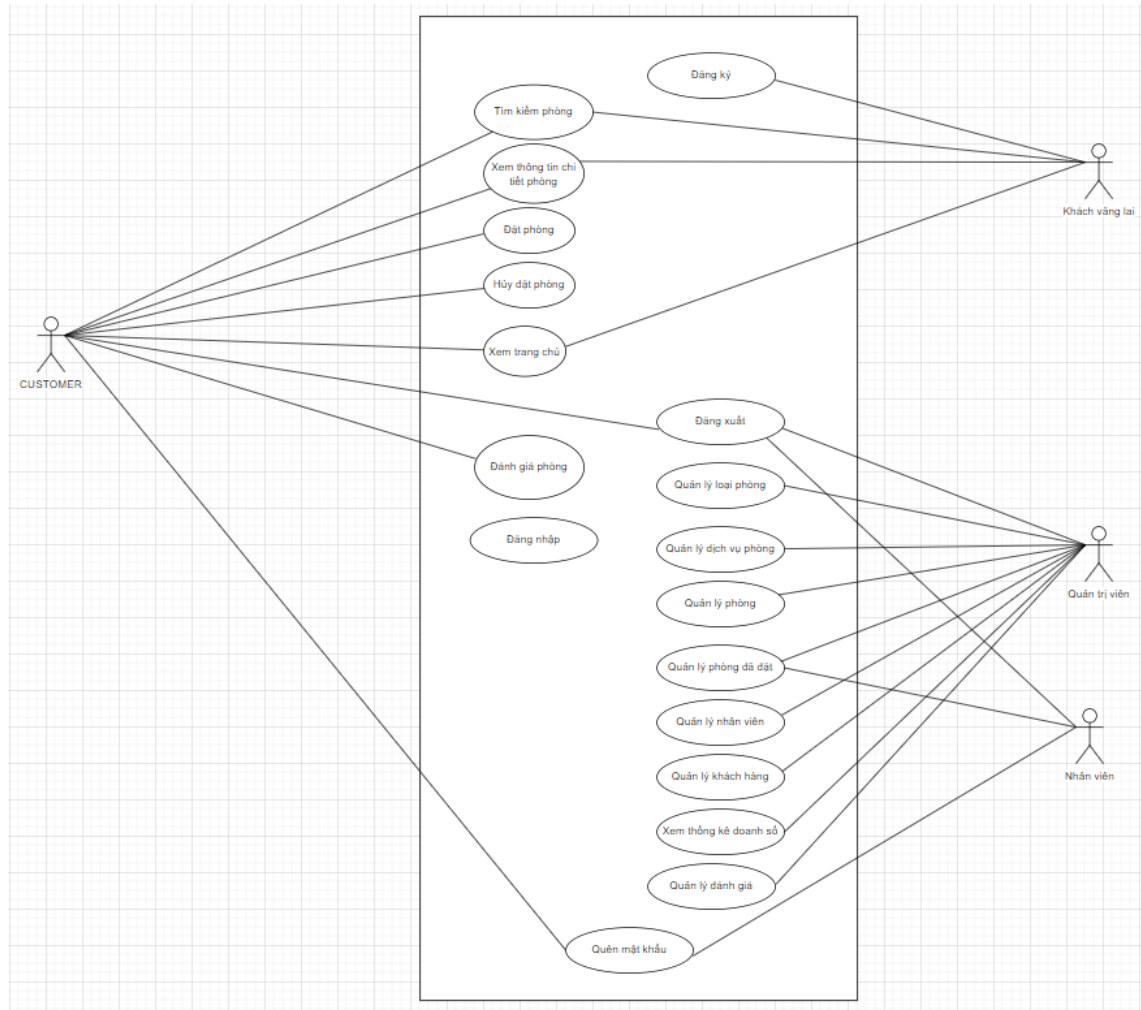 Đăng ký
Tìm kiếm phòng
Xem thông tin chi
tiết phòng
Khách vãng lai
Đặt phòng
Hủy đặt phòng
Xem trang chủ
CUSTOMER
Đăng xuất
Đánh giá phòng
Quản lý loại phòng
Đăng nhập
Quản lý dịch vụ phòng
Quản lý phòng
Quản trị viên
Quản lý phòng đã đặt
Quản lý nhân viên
Quản lý khách hàng
Nhân viên
Xem thống kê doanh số
Quản lý đánh giá
Quên mật khẩu